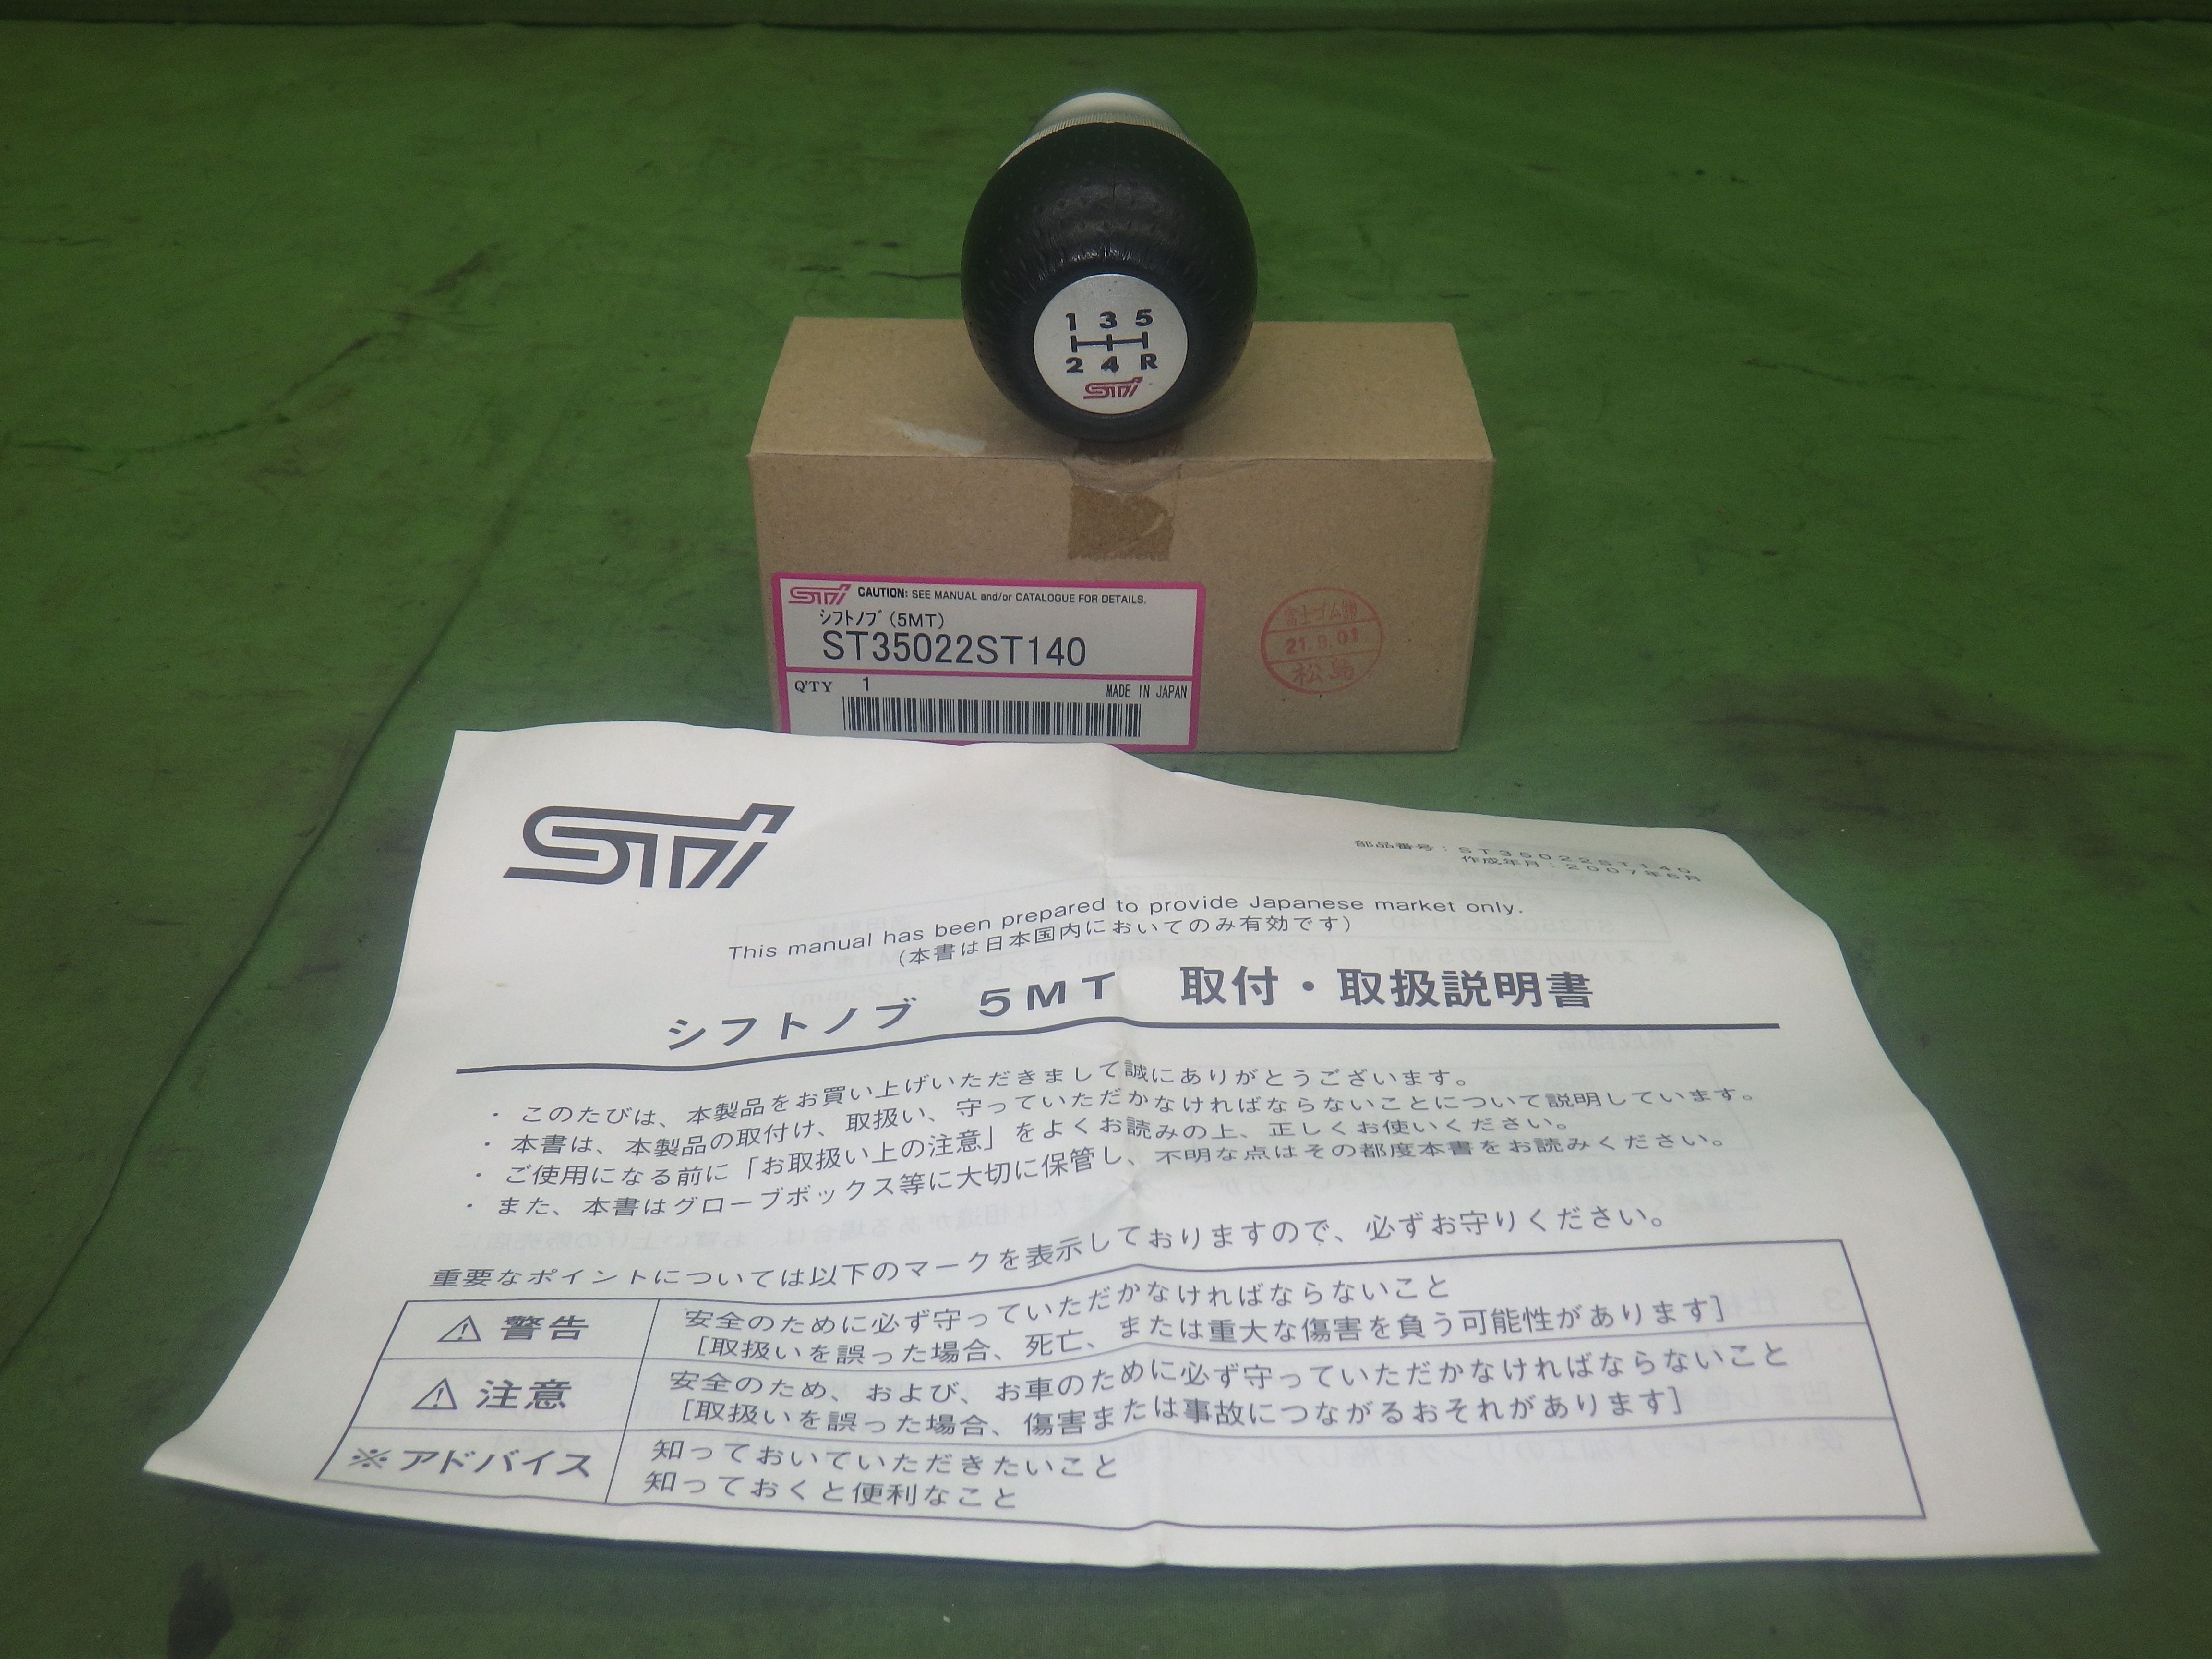 1 3 5
2 4 R
STi
STi CAUTION: SEE MANUAL and/or CATALOGUE FOR DETAILS.
ｼﾌﾄﾉﾌﾞ(5MT)
ST35022ST140
Q'TY 1 MADE IN JAPAN
富士ゴム㈱
松島
STi
部品番号：ST35022ST140
作成年月：2007年6月
This manual has been prepared to provide Japanese market only.
（本書は日本国内においてのみ有効です）
シフトノブ 5MT 取付・取扱説明書
・ このたびは、本製品をお買い上げいただきまして誠にありがとうございます。
・ 本書は、本製品の取付け、取扱い、守っていただかなければならないことについて説明しています。
・ ご使用になる前に「お取扱い上の注意」をよくお読みの上、正しくお使いください。
・ また、本書はグローブボックス等に大切に保管し、不明な点はその都度本書をお読みください。
重要なポイントについては以下のマークを表示しておりますので、必ずお守りください。
⚠ 警告
安全のために必ず守っていただかなければならないこと
［取扱いを誤った場合、死亡、または重大な傷害を負う可能性があります］
⚠ 注意
安全のため、および、お車のために必ず守っていただかなければならないこと
［取扱いを誤った場合、傷害または事故につながるおそれがあります］
※アドバイス
知っておいていただきたいこと
知っておくと便利なこと